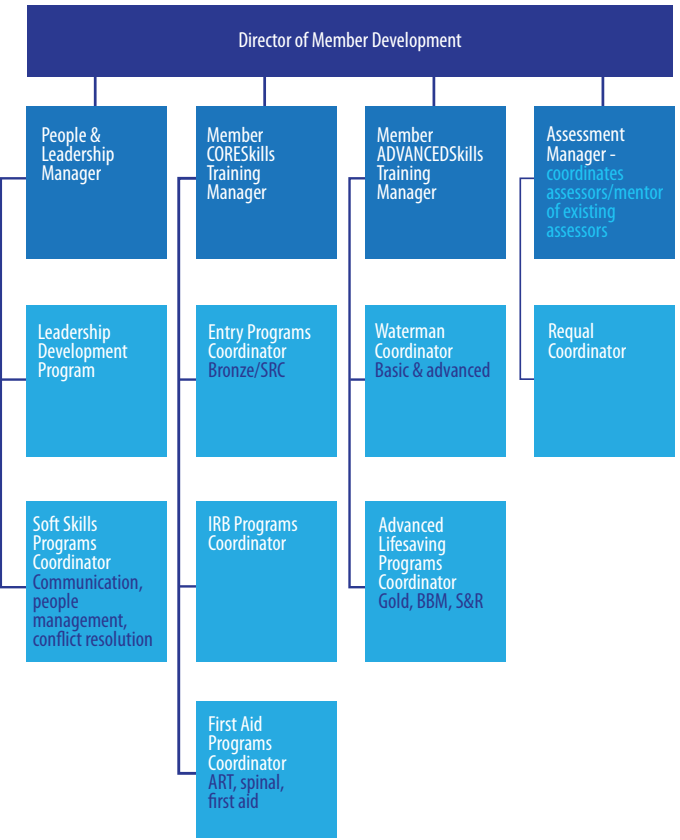 Director of Member Development
People &
Leadership
Manager
Member
CORESkills
Training
Manager
Member
ADVANCEDSkills
Training
Manager
Assessment
Manager -
coordinates
assessors/mentor
of existing
assessors
Leadership
Development
Program
Entry Programs
Coordinator
Bronze/SRC
Waterman
Coordinator
Basic & advanced
Requal
Coordinator
Soft Skills
Programs
Coordinator
Communication,
people
management,
conflict resolution
IRB Programs
Coordinator
Advanced
Lifesaving
Programs
Coordinator
Gold, BBM, S&R
First Aid
Programs
Coordinator
ART, spinal,
first aid